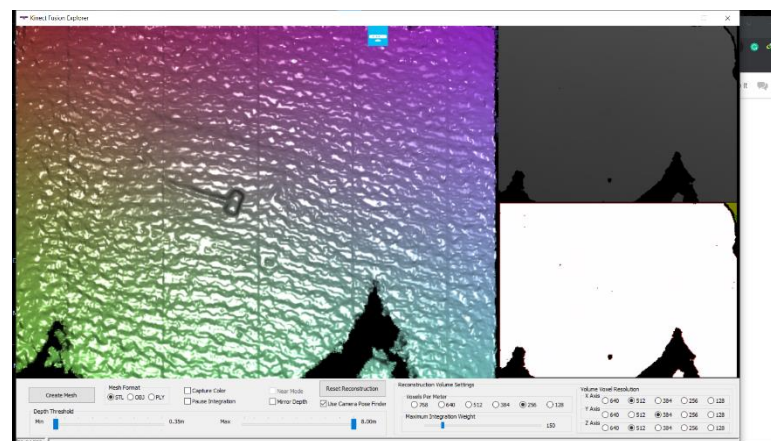 Kinect Fusion Explorer
Create Mesh
Mesh Format
STL OBJ PLY
Capture Color
Pause Integration
Near Mode
Mirror Depth
Reset Reconstruction
Use Camera Pose Finder
Depth Threshold
Min 0.35m Max 8.00m
Reconstruction Volume Settings
Voxels Per Meter
768 640 512 384 256 128
Maximum Integration Weight
150
Volume Voxel Resolution
X Axis
640 512 384 256 128
Y Axis
640 512 384 256 128
Z Axis
640 512 384 256 128